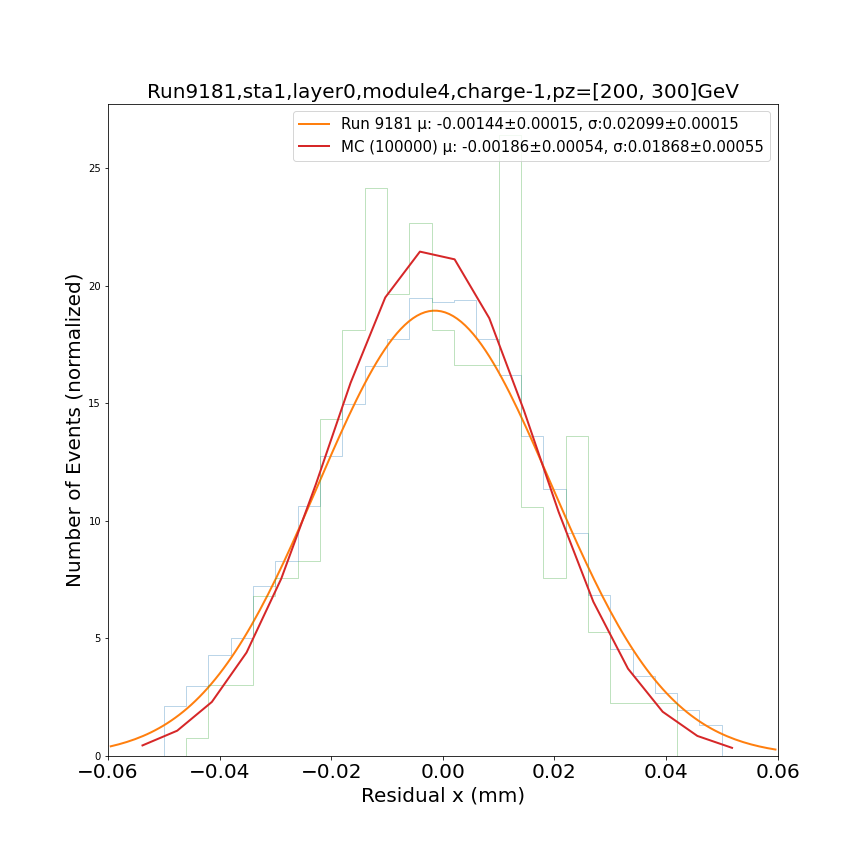 Run9181,sta1,layer0,module4,charge-1,pz=[200, 300]GeV
Run 9181 μ: -0.00144±0.00015, σ:0.02099±0.00015
MC (100000) μ: -0.00186±0.00054, σ:0.01868±0.00055
25
20
15
10
5
0
Number of Events (normalized)
−0.06 −0.04 −0.02 0.00 0.02 0.04 0.06
Residual x (mm)